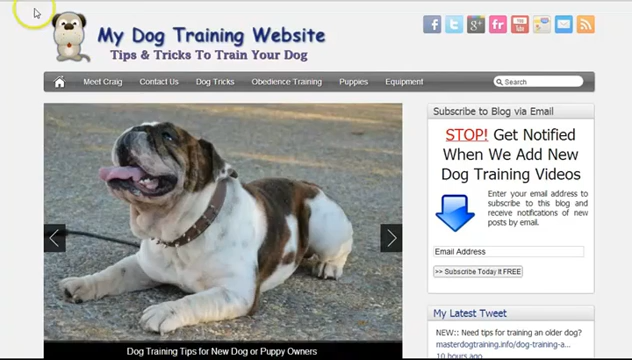 My Dog Training Website
Tips & Tricks To Train Your Dog
Meet Craig Contact Us Dog Tricks Obedience Training Puppies Equipment Search
Dog Training Tips for New Dog or Puppy Owners
Subscribe to Blog via Email
STOP! Get Notified
When We Add New
Dog Training Videos
Enter your email address to
subscribe to this blog and
receive notifications of new
posts by email.
Email Address
>> Subscribe Today It FREE
My Latest Tweet
NEW:: Need tips for training an older dog?
masterdogtraining.info/dog-training-a...
10 hours ago